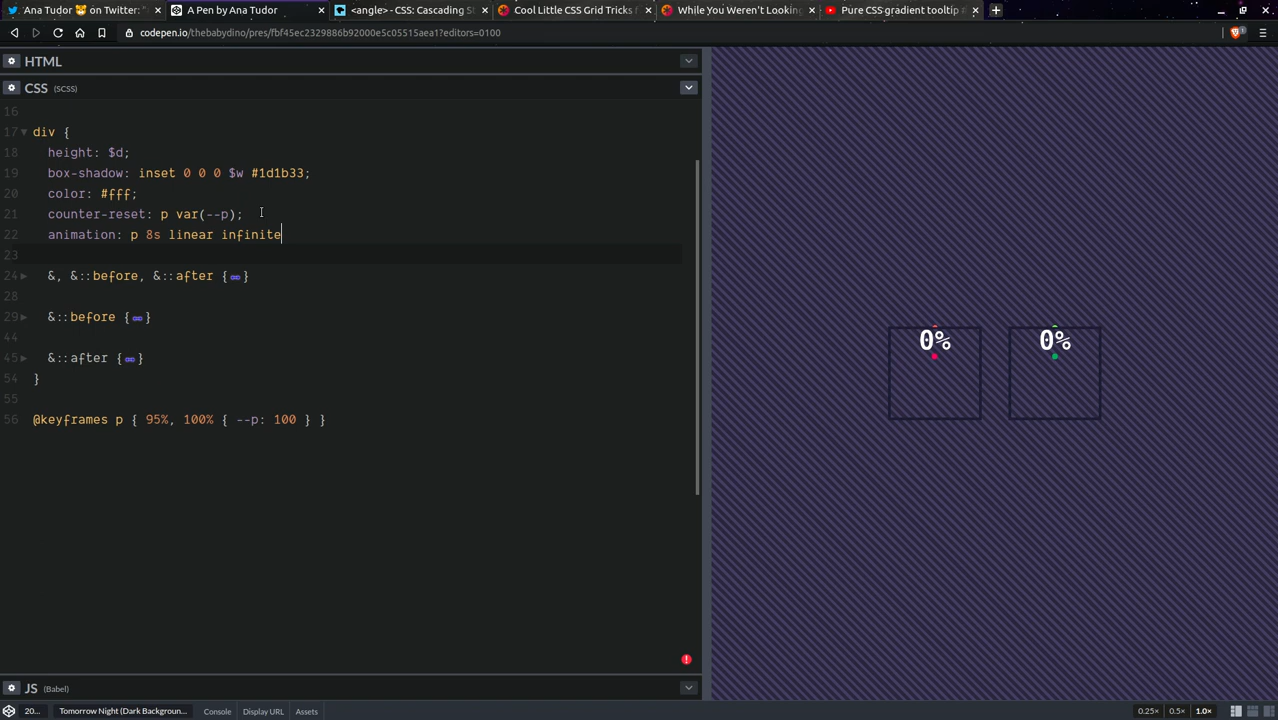 Ana Tudor 🐯 on Twitter: "
A Pen by Ana Tudor
<angle> - CSS: Cascading St
Cool Little CSS Grid Tricks f
While You Weren't Looking
Pure CSS gradient tooltip #
codepen.io/thebabydino/pres/fbf45ec2329886b92000e5c05515aea1?editors=0100
HTML
CSS (SCSS)
16
17 div {
18 height: $d;
19 box-shadow: inset 0 0 0 $w #1d1b33;
20 color: #fff;
21 counter-reset: p var(--p);
22 animation: p 8s linear infinite
23
24 &, &::before, &::after {↔}
28
29 &::before {↔}
44
45 &::after {↔}
54 }
55
56 @keyframes p { 95%, 100% { --p: 100 } }
0%
0%
JS (Babel)
20...
Tomorrow Night (Dark Backgroun...
Console
Display URL
Assets
0.25×
0.5×
1.0×